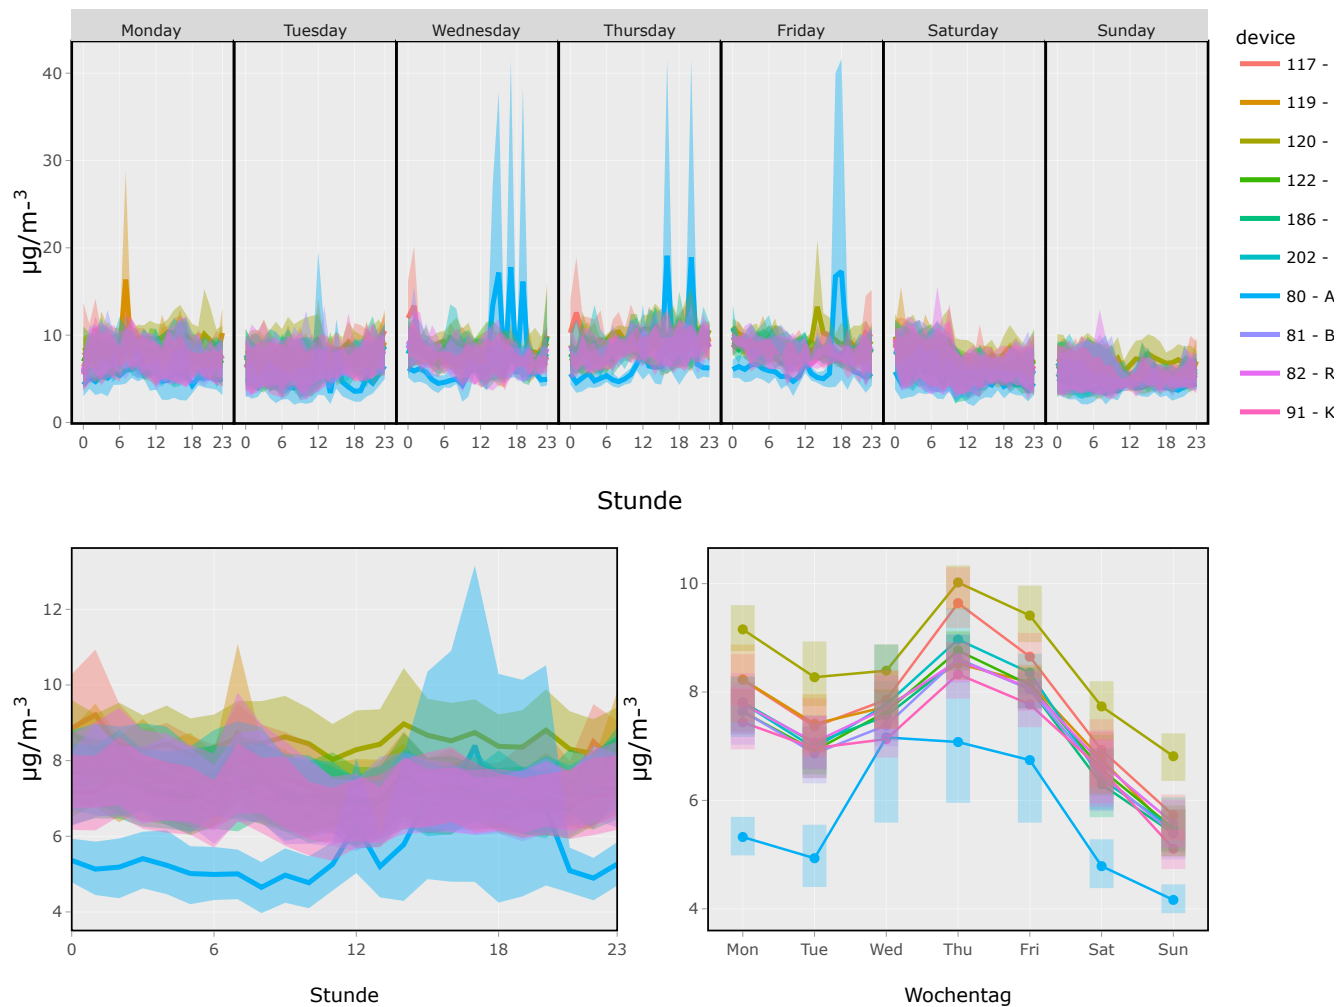 Monday Tuesday Wednesday Thursday Friday Saturday Sunday
device
117 -
119 -
120 -
122 -
186 -
202 -
80 - A
81 - B
82 - R
91 - K
40
30
20
10
0
µg/m-³
0 6 12 18 23 0 6 12 18 23 0 6 12 18 23 0 6 12 18 23 0 6 12 18 23 0 6 12 18 23 0 6 12 18 23
Stunde
12
10
8
6
4
µg/m-³
0 6 12 18 23
Stunde
10
8
6
4
µg/m-³
Mon Tue Wed Thu Fri Sat Sun
Wochentag